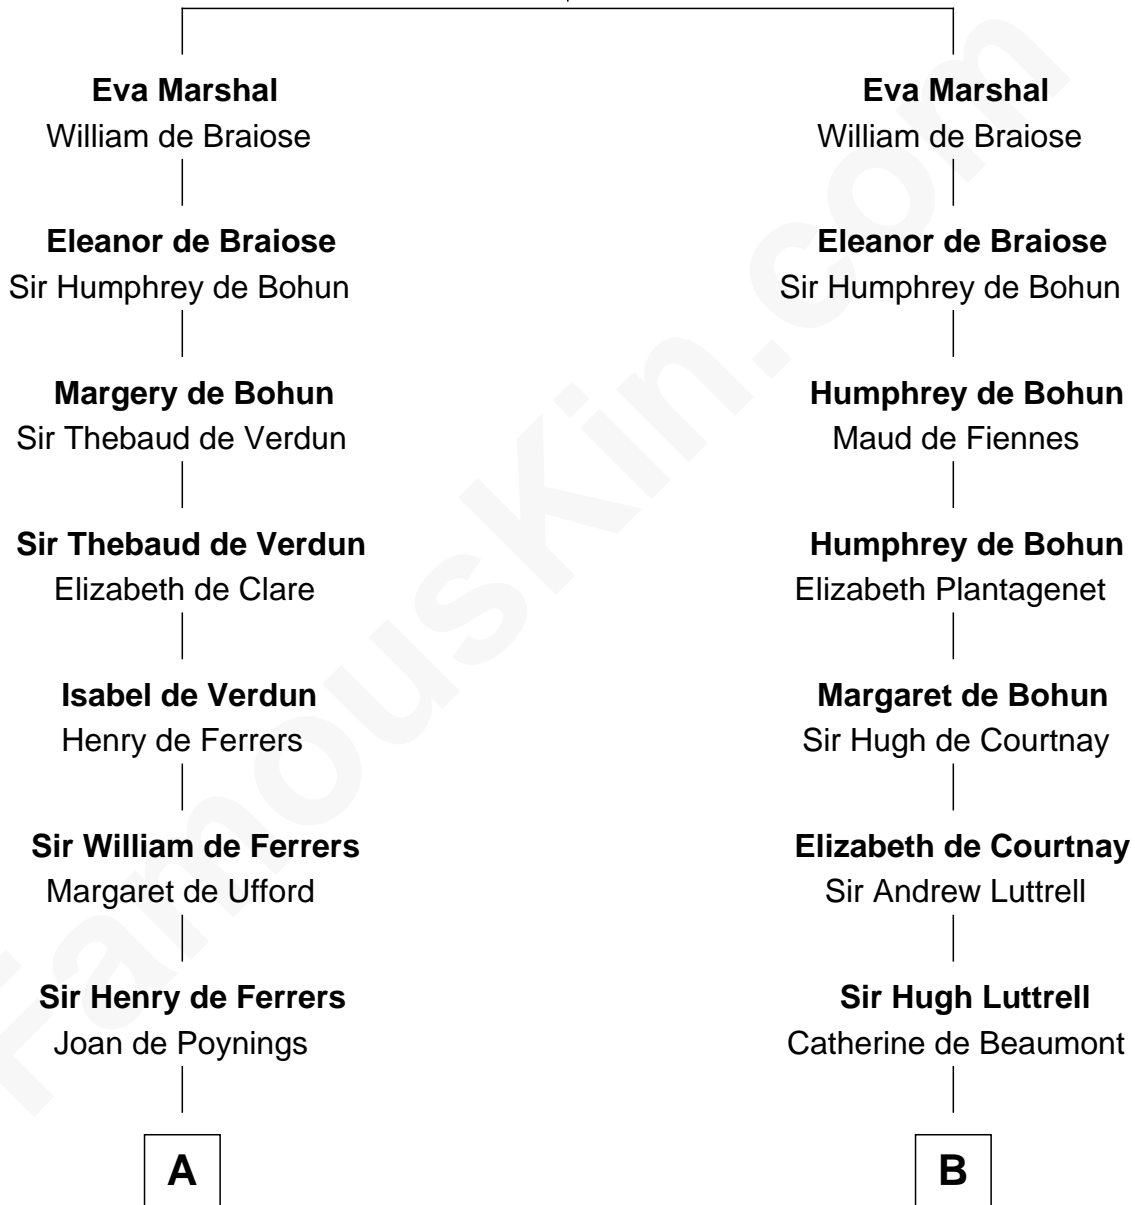 Eva Marshal
William de Braiose
Eleanor de Braiose
Sir Humphrey de Bohun
Margery de Bohun
Sir Thebaud de Verdun
Sir Thebaud de Verdun
Elizabeth de Clare
Isabel de Verdun
Henry de Ferrers
Sir William de Ferrers
Margaret de Ufford
Sir Henry de Ferrers
Joan de Poynings
A
Eva Marshal
William de Braiose
Eleanor de Braiose
Sir Humphrey de Bohun
Humphrey de Bohun
Maud de Fiennes
Humphrey de Bohun
Elizabeth Plantagenet
Margaret de Bohun
Sir Hugh de Courtnay
Elizabeth de Courtnay
Sir Andrew Luttrell
Sir Hugh Luttrell
Catherine de Beaumont
B
FamousKin.com